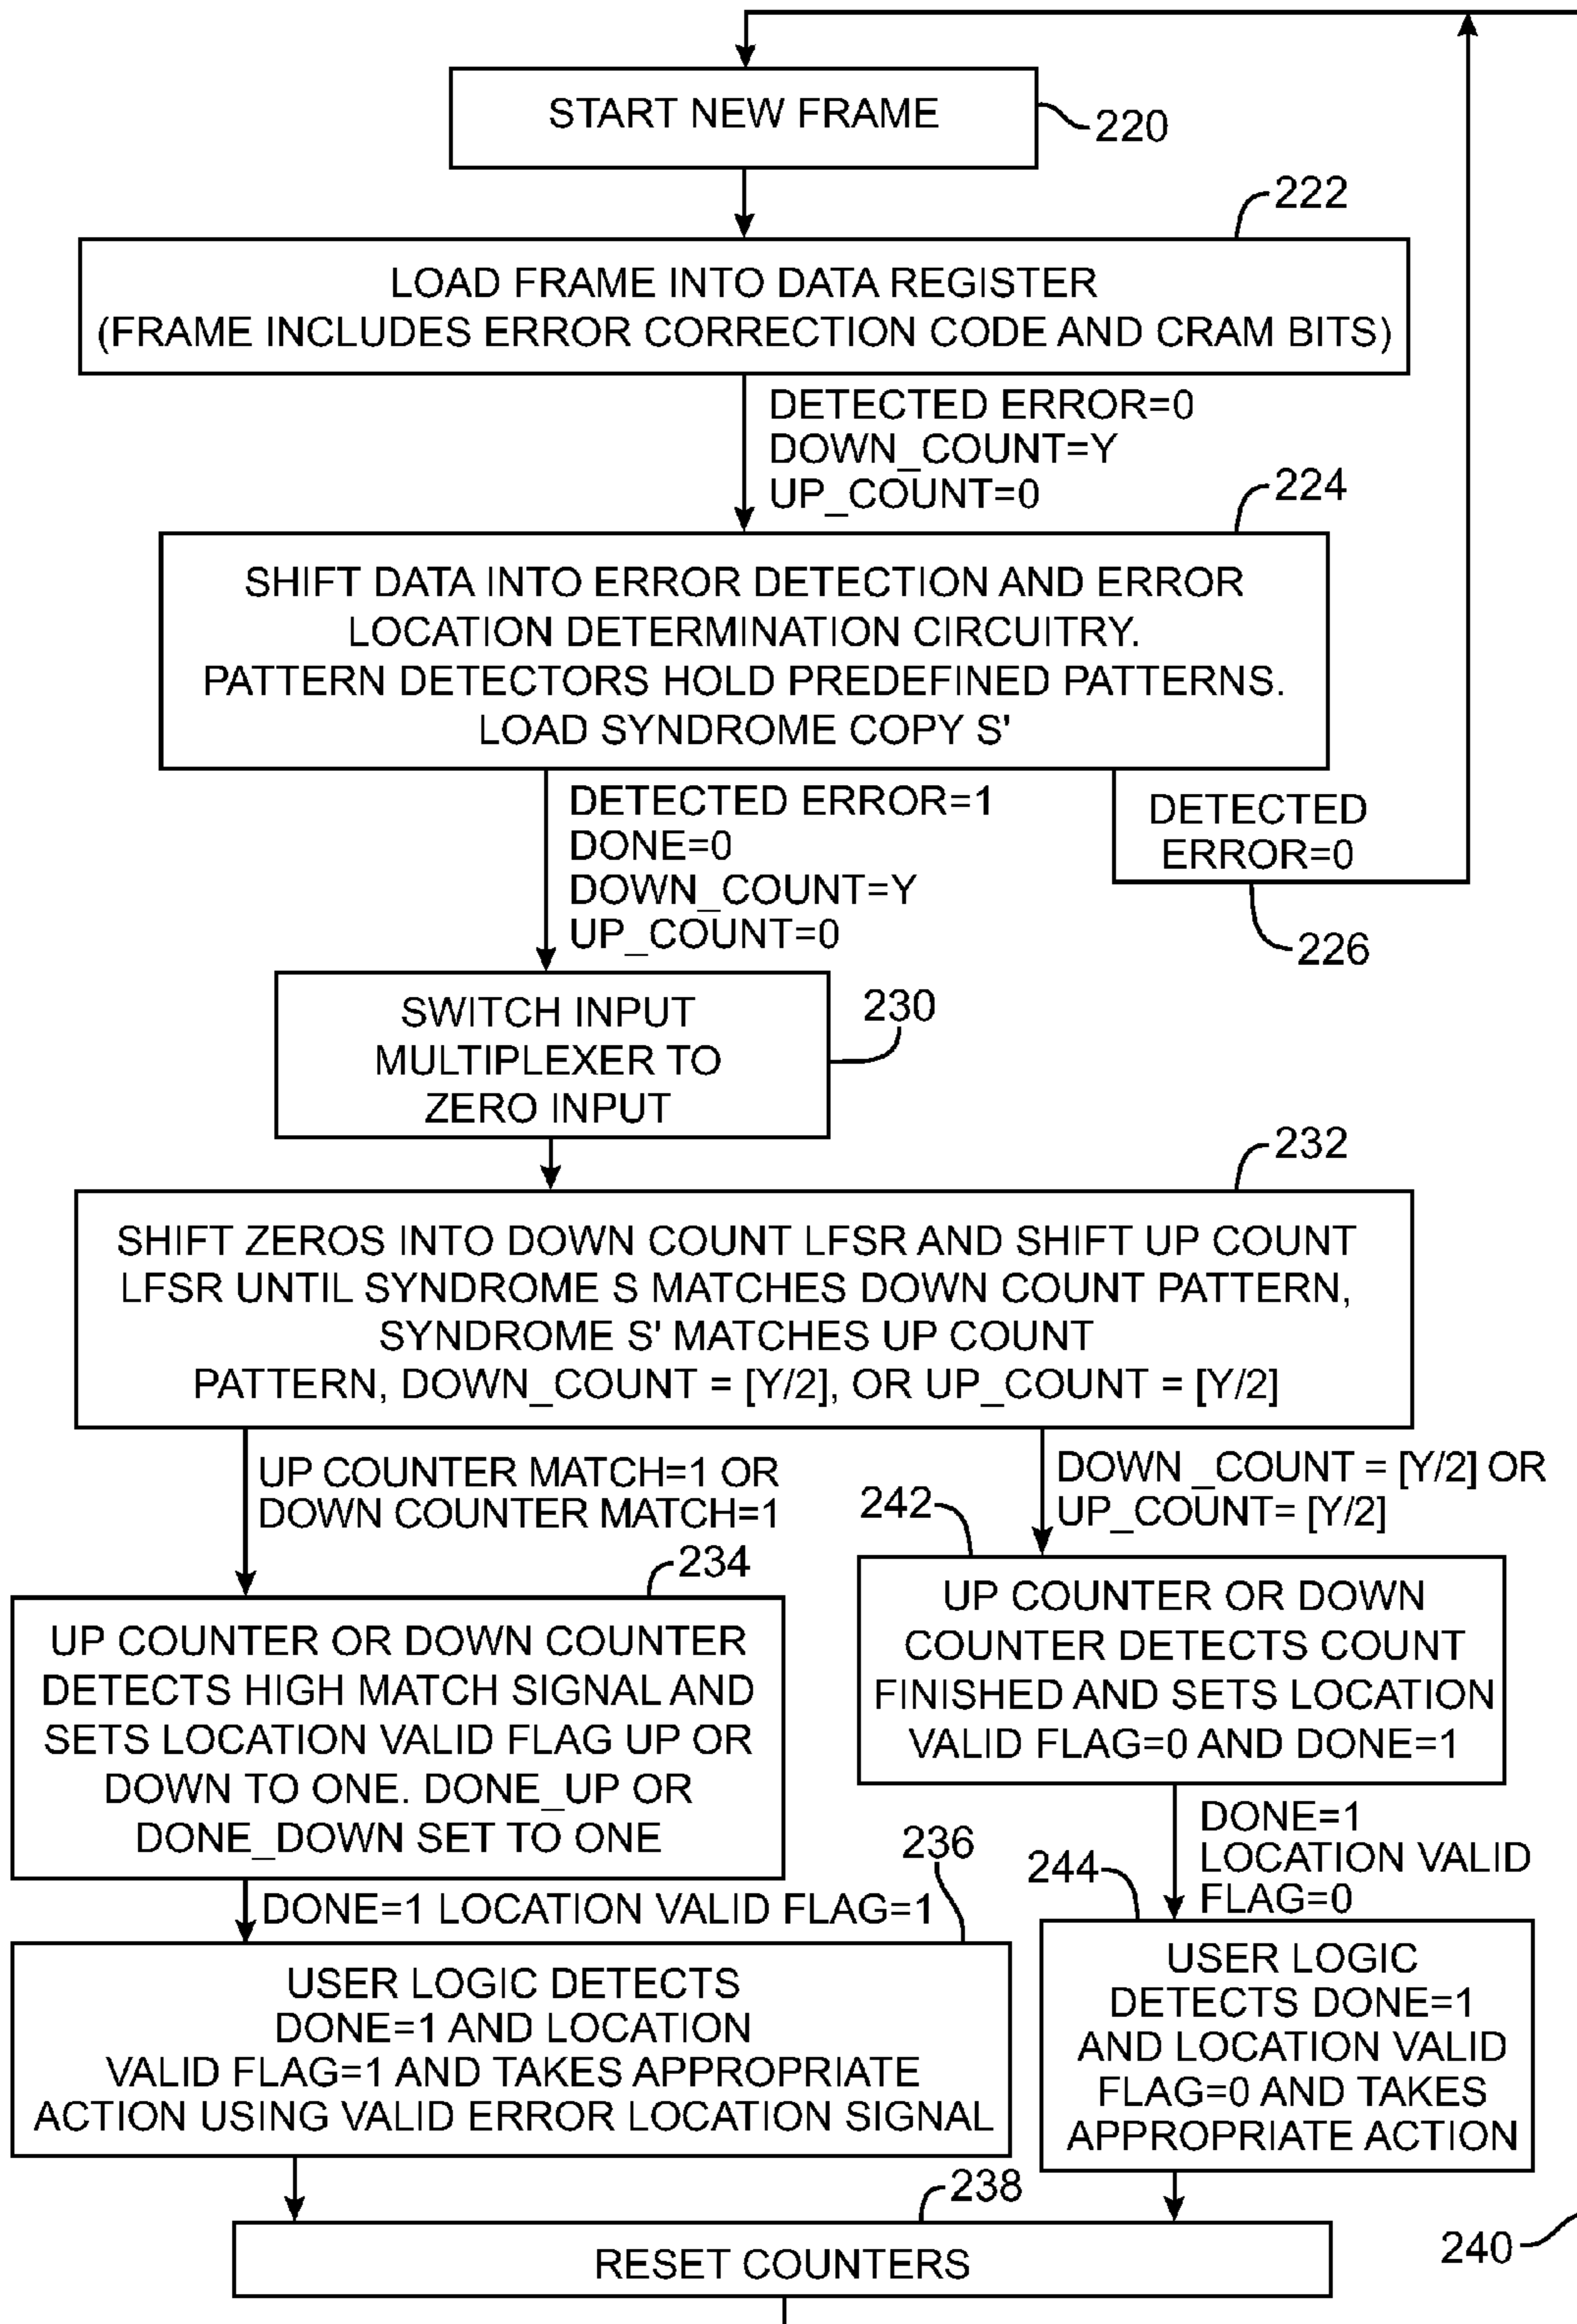 START NEW FRAME
220
222
LOAD FRAME INTO DATA REGISTER
(FRAME INCLUDES ERROR CORRECTION CODE AND CRAM BITS)
DETECTED ERROR=0
DOWN_COUNT=Y
UP_COUNT=0
224
SHIFT DATA INTO ERROR DETECTION AND ERROR
LOCATION DETERMINATION CIRCUITRY.
PATTERN DETECTORS HOLD PREDEFINED PATTERNS.
LOAD SYNDROME COPY S'
DETECTED ERROR=1
DONE=0
DOWN_COUNT=Y
UP_COUNT=0
DETECTED
ERROR=0
226
SWITCH INPUT
MULTIPLEXER TO
ZERO INPUT
230
232
SHIFT ZEROS INTO DOWN COUNT LFSR AND SHIFT UP COUNT
LFSR UNTIL SYNDROME S MATCHES DOWN COUNT PATTERN,
SYNDROME S' MATCHES UP COUNT
PATTERN, DOWN_COUNT = [Y/2], OR UP_COUNT = [Y/2]
UP COUNTER MATCH=1 OR
DOWN COUNTER MATCH=1
234
UP COUNTER OR DOWN COUNTER
DETECTS HIGH MATCH SIGNAL AND
SETS LOCATION VALID FLAG UP OR
DOWN TO ONE. DONE_UP OR
DONE_DOWN SET TO ONE
DONE=1 LOCATION VALID FLAG=1
236
USER LOGIC DETECTS
DONE=1 AND LOCATION
VALID FLAG=1 AND TAKES APPROPRIATE
ACTION USING VALID ERROR LOCATION SIGNAL
DOWN _COUNT = [Y/2] OR
UP_COUNT= [Y/2]
242
UP COUNTER OR DOWN
COUNTER DETECTS COUNT
FINISHED AND SETS LOCATION
VALID FLAG=0 AND DONE=1
DONE=1
LOCATION VALID
FLAG=0
244
USER LOGIC
DETECTS DONE=1
AND LOCATION VALID
FLAG=0 AND TAKES
APPROPRIATE ACTION
238
RESET COUNTERS
240